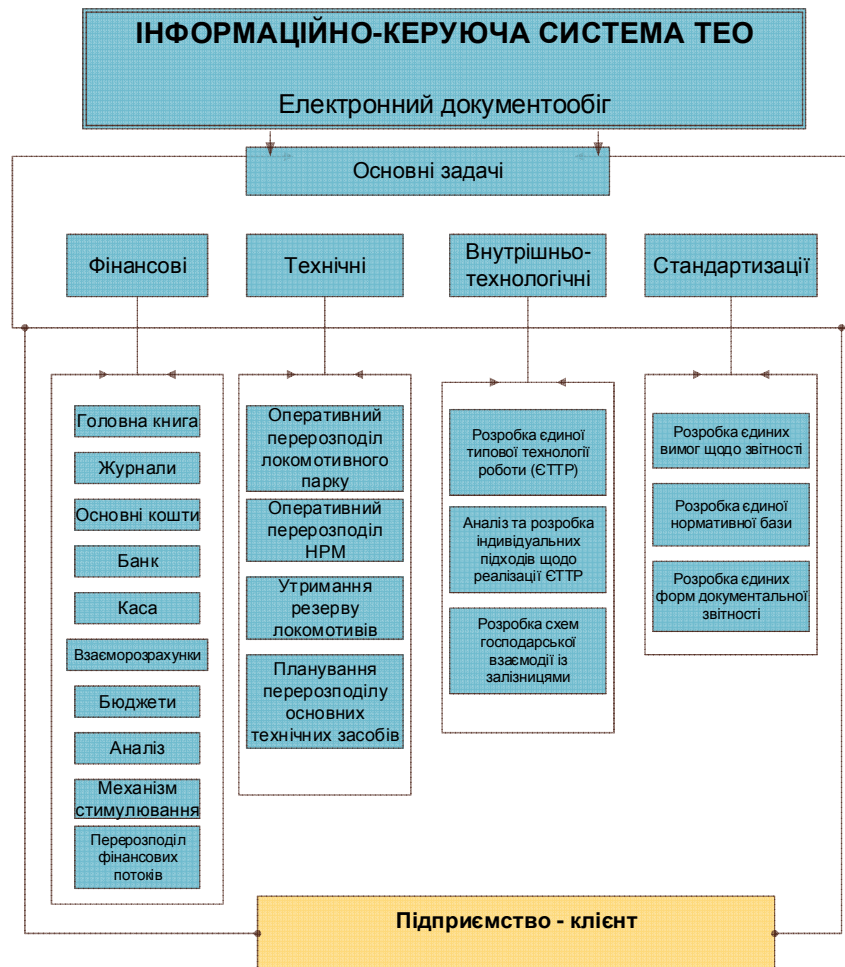 ІНФОРМАЦІЙНО-КЕРУЮЧА СИСТЕМА ТЕО
Електронний документообіг
Основні задачі
Фінансові
Технічні
Внутрішньо-
технологічні
Стандартизації
Головна книга
Журнали
Основні кошти
Банк
Каса
Взаєморозрахунки
Бюджети
Аналіз
Механізм
стимулювання
Перерозподіл
фінансових
потоків
Оперативний
перерозподіл
локомотивного
парку
Оперативний
перерозподіл
НРМ
Утримання
резерву
локомотивів
Планування
перерозподілу
основних
технічних засобів
Розробка єдиної
типової технології
роботи (ЄТТР)
Аналіз та розробка
індивідуальних
підходів щодо
реалізації ЄТТР
Розробка схем
господарської
взаємодії із
залізницями
Розробка єдиних
вимог щодо звітності
Розробка єдиної
нормативної бази
Розробка єдиних
форм документальної
звітності
Підприємство - клієнт